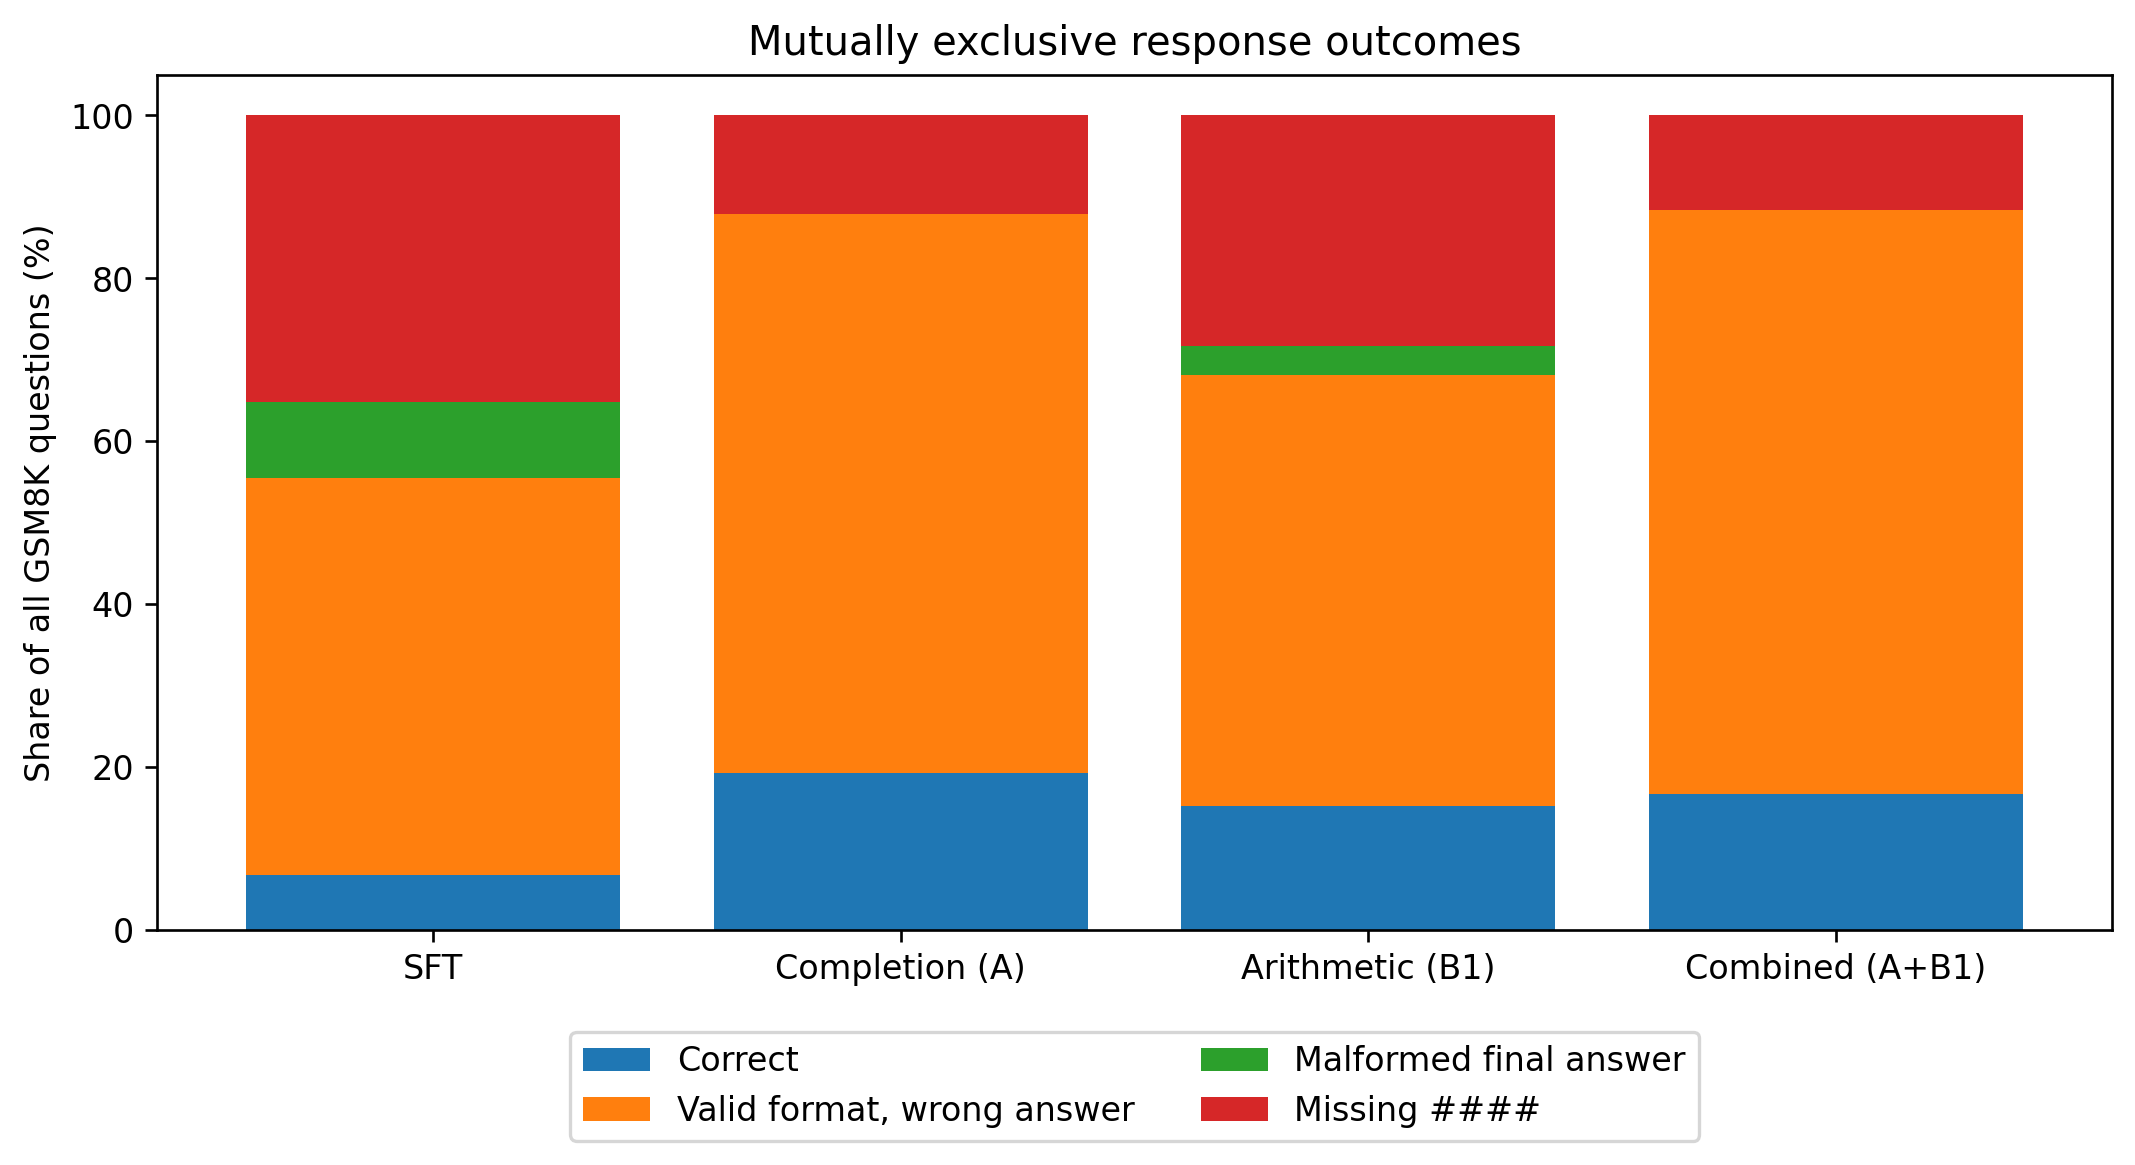 Mutually exclusive response outcomes
Share of all GSM8K questions (%)
100
80
60
40
20
0
SFT
Completion (A)
Arithmetic (B1)
Combined (A+B1)
Correct
Valid format, wrong answer
Malformed final answer
Missing ####